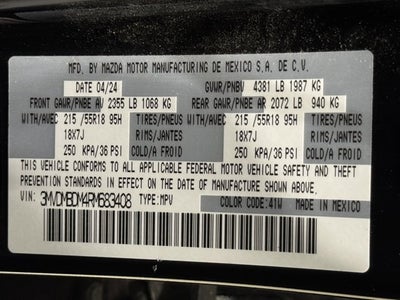 MFD. BY MAZDA MOTOR MANUFACTURING DE MEXICO S.A. DE C.V.
DATE 04/24 GVWR/PNBV 4381 LB 1987 KG
FRONT GAWR/PNBE AV 2355 LB 1068 KG REAR GAWR/PNBE AR 2072 LB 940 KG
WITH/AVEC 215 /55R18 95H TIRES/PNEUS WITH/AVEC 215 /55R18 95H TIRES/PNEUS
18X7J RIMS/JANTES 18X7J RIMS/JANTES
250 KPA/36 PSI COLD/A FROID 250 KPA/36 PSI COLD/A FROID
THIS VEHICLE CONFORMS TO ALL APPLICABLE FEDERAL MOTOR VEHICLE SAFETY AND THEFT
PREVENTION STANDARDS IN EFFECT ON THE DATE OF MANUFACTURE SHOWN ABOVE.
VIN: 3MVDMBDM4RM683408 TYPE: MPV COLOR CODE: 41W MADE IN MEXICO